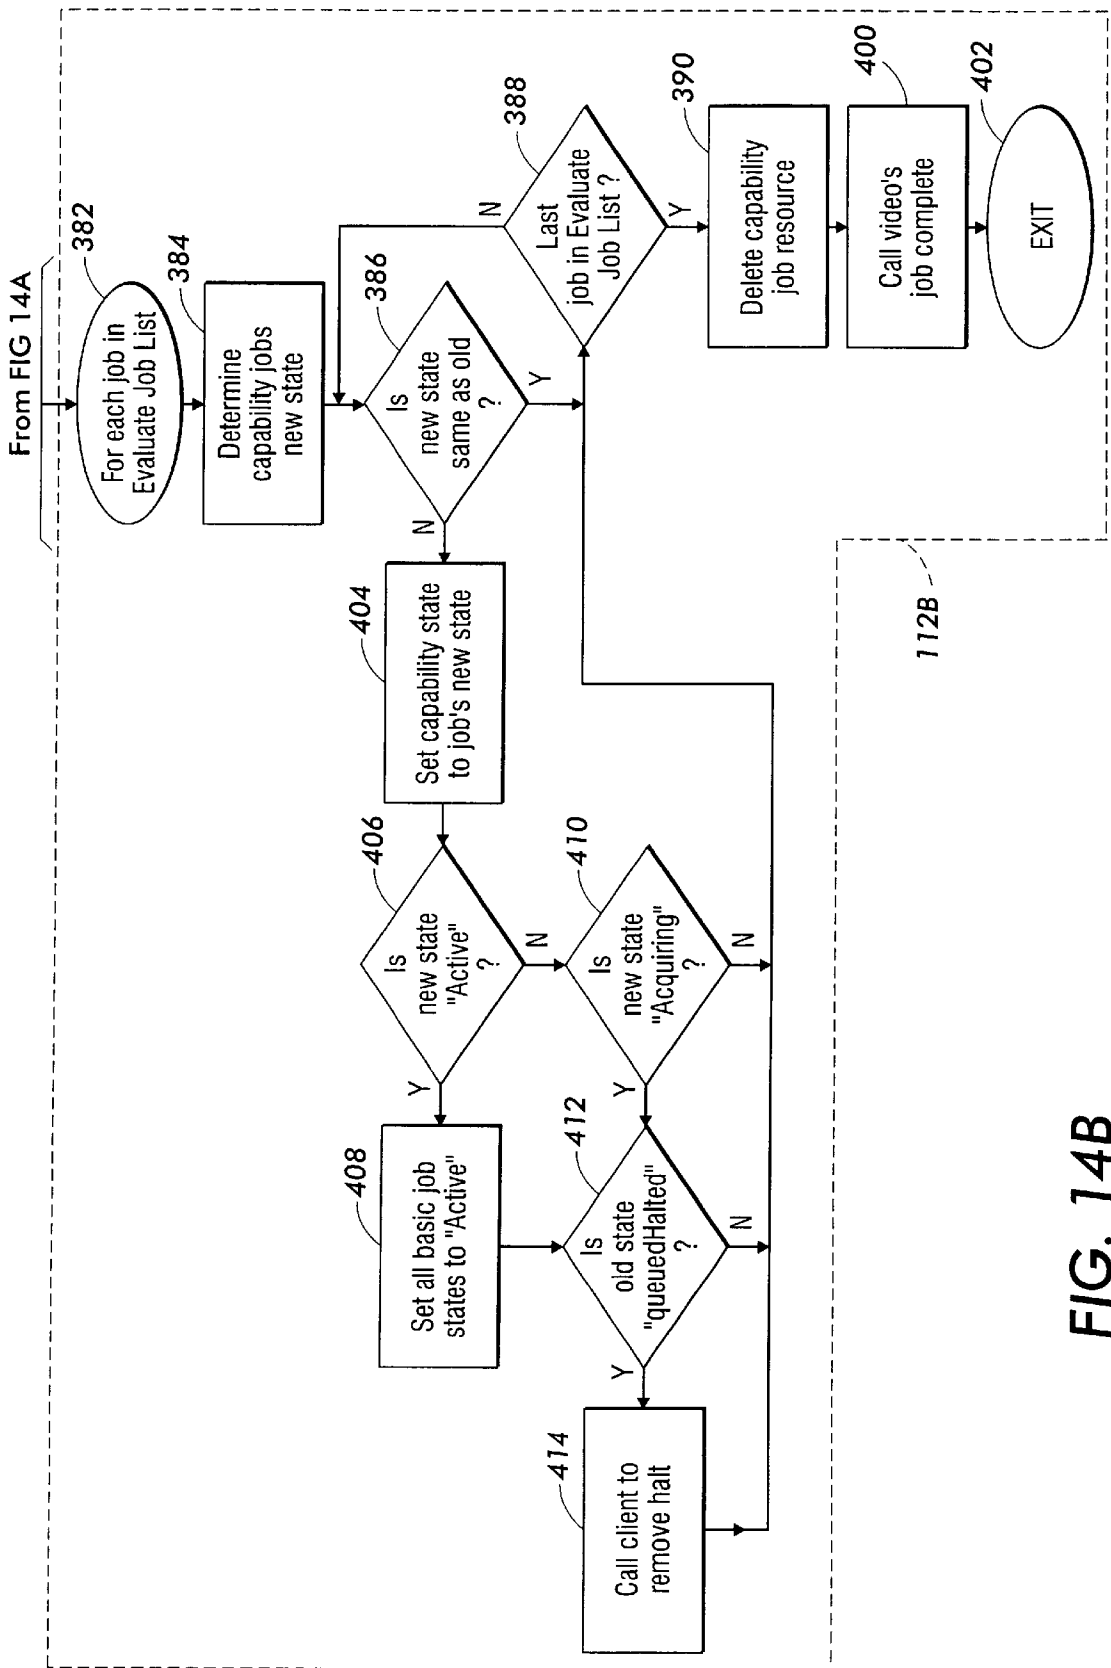 From FIG 14A
382
For each job in
Evaluate Job List
384
Determine
capability jobs
new state
386
Is
new state
same as old
?
N
Y
388
Last
job in Evaluate
Job List ?
N
Y
390
Delete capability
job resource
400
Call video's
job complete
402
EXIT
404
Set capability state
to job's new state
406
Is
new state
"Active"
?
Y
N
408
Set all basic job
states to "Active"
410
Is
new state
"Acquiring"
?
Y
N
412
Is
old state
"queuedHalted"
?
Y
N
414
Call client to
remove halt
112B
FIG. 14B